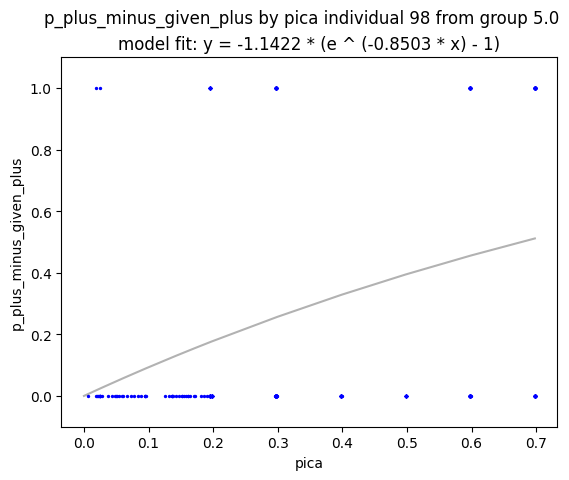 p_plus_minus_given_plus by pica individual 98 from group 5.0
model fit: y = -1.1422 * (e ^ (-0.8503 * x) - 1)
1.0
0.8
0.6
0.4
0.2
0.0
p_plus_minus_given_plus
0.0 0.1 0.2 0.3 0.4 0.5 0.6 0.7
pica